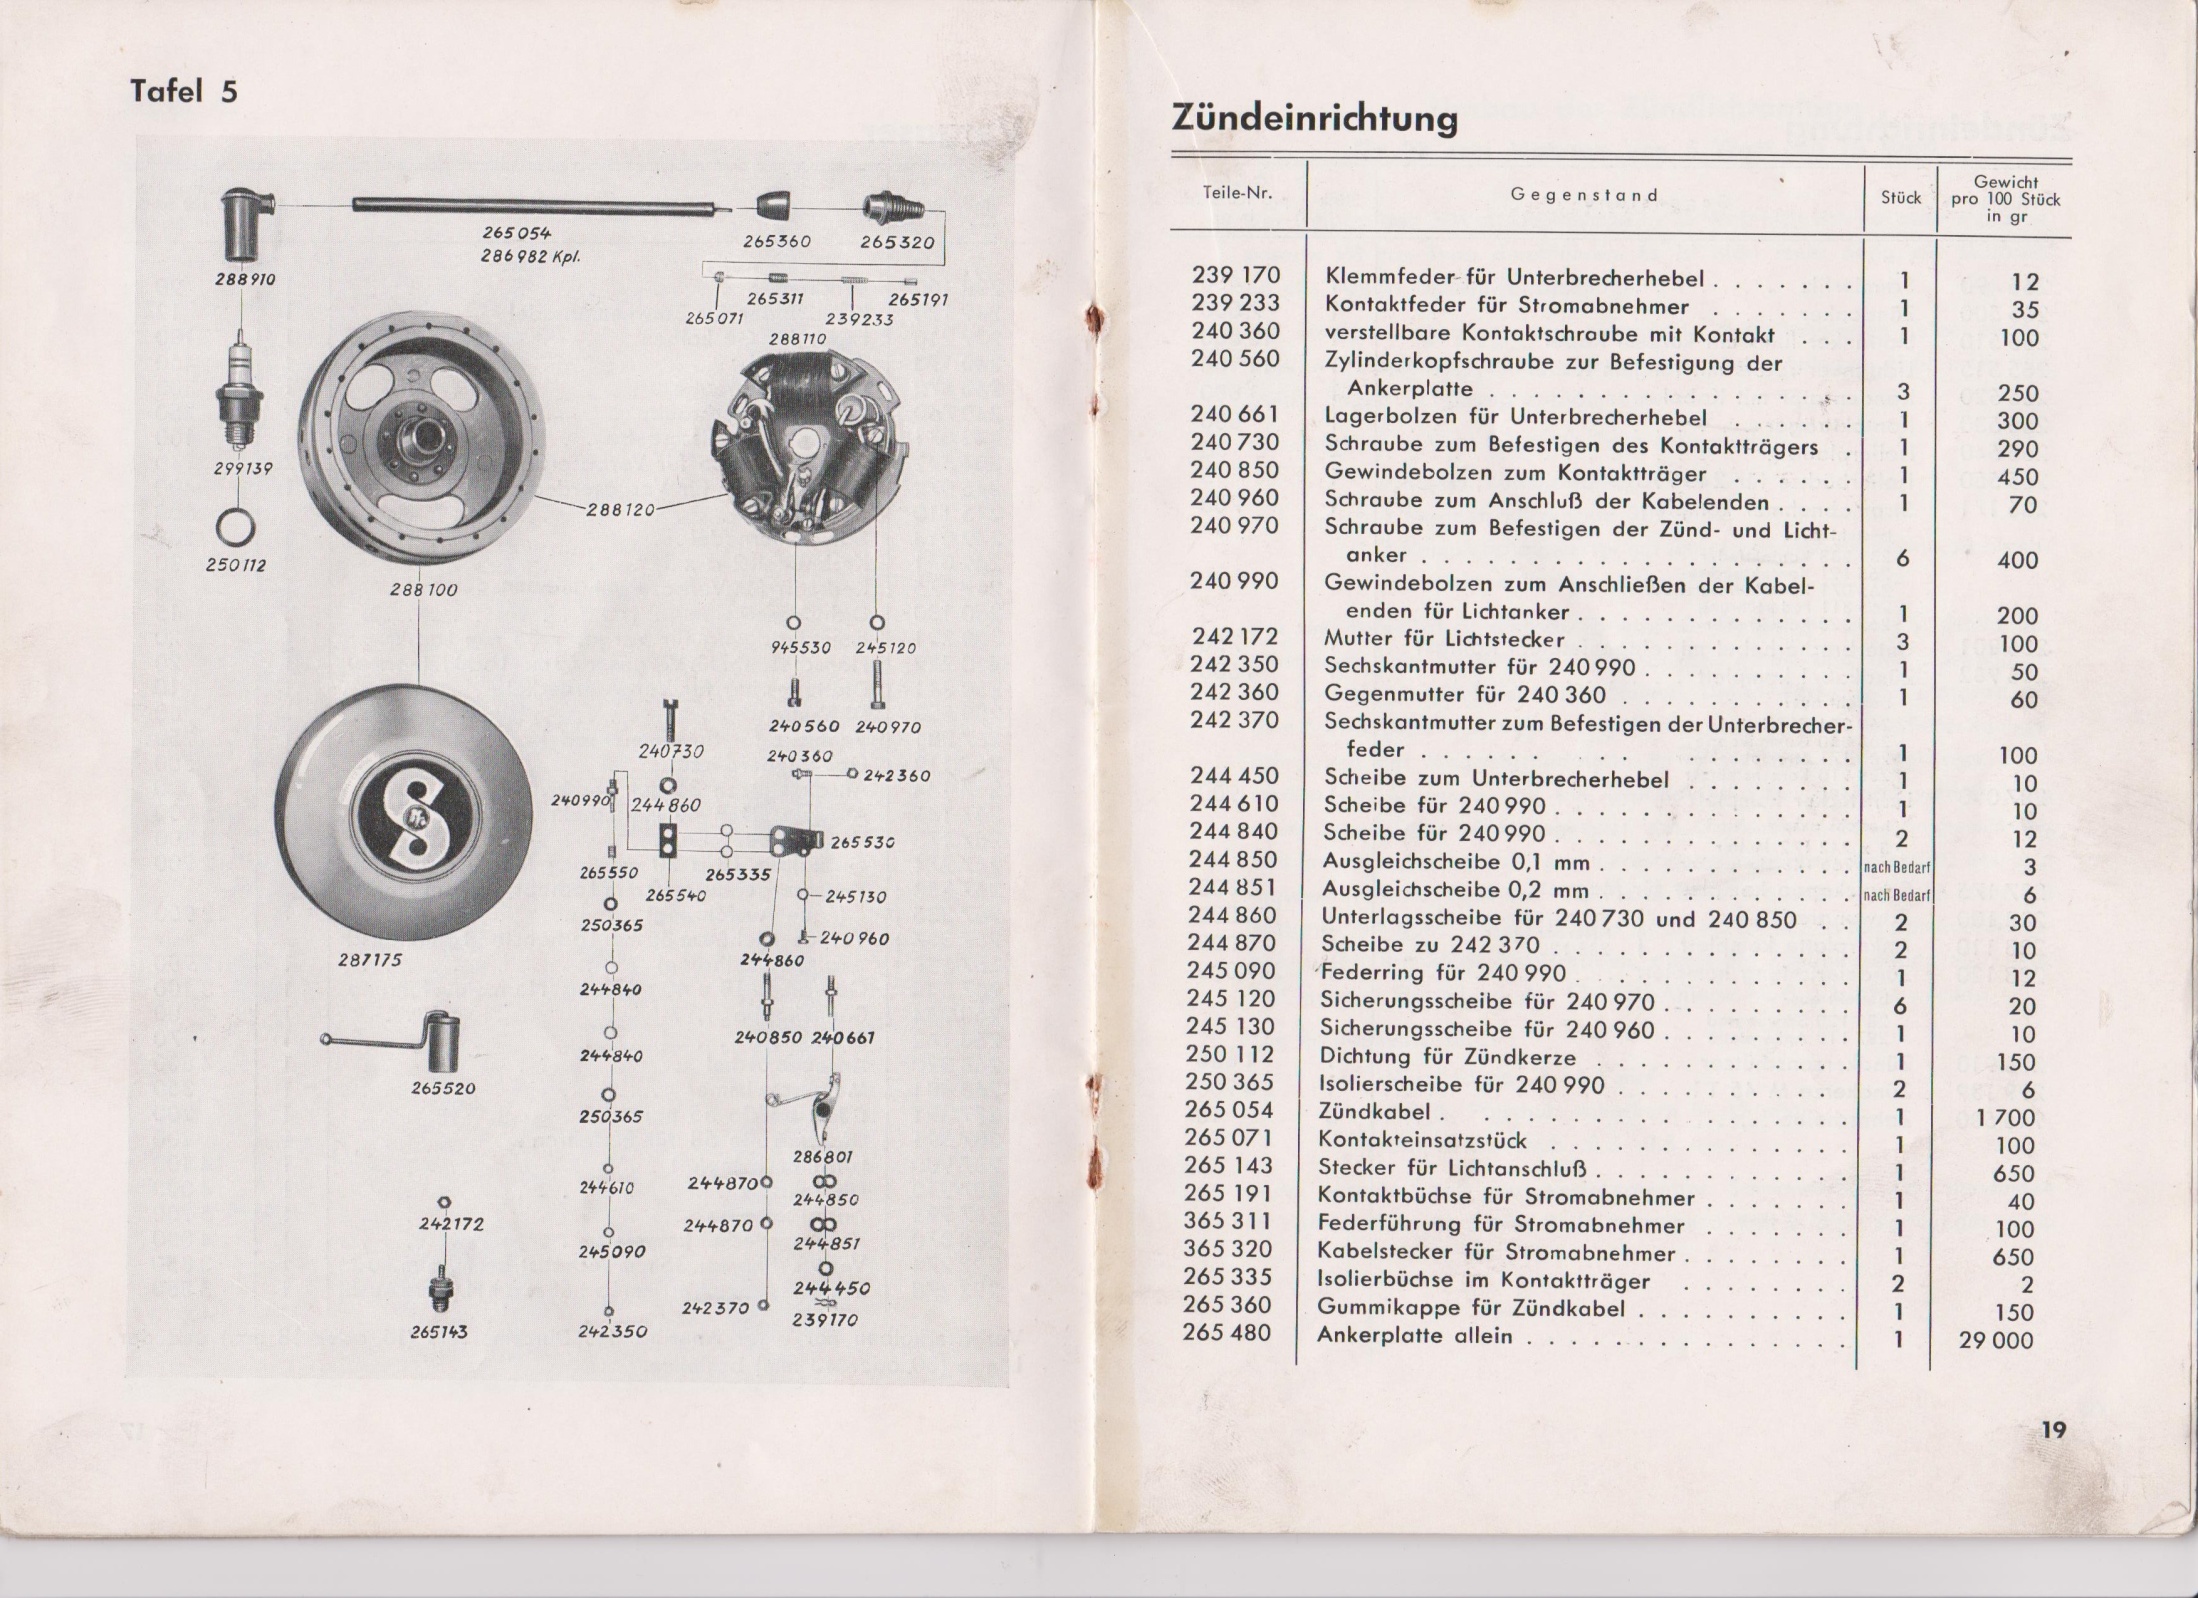 Tafel 5
265054
286982 Kpl.
265360
265320
288910
265071
265311
239233
265191
288110
299139
250112
288120
288100
945530
245120
240560
240970
240730
240360
242360
240990
244860
265530
265550
265540
265335
245130
250365
240960
244860
287175
244840
240850
240661
244840
265520
250365
286801
244610
244870
244850
242172
244870
244851
245090
244450
242370
239170
265143
242350
Zündeinrichtung
Teile-Nr. Gegenstand Stück Gewicht pro 100 Stück in gr
239 170 Klemmfeder für Unterbrecherhebel . . . . . . . 1 12
239 233 Kontaktfeder für Stromabnehmer . . . . . . . 1 35
240 360 verstellbare Kontaktschraube mit Kontakt . . . 1 100
240 560 Zylinderkopfschraube zur Befestigung der
Ankerplatte . . . . . . . . . . . . . . . . . 3 250
240 661 Lagerbolzen für Unterbrecherhebel . . . . . . 1 300
240 730 Schraube zum Befestigen des Kontaktträgers . 1 290
240 850 Gewindebolzen zum Kontaktträger . . . . . . 1 450
240 960 Schraube zum Anschluß der Kabelenden . . . . 1 70
240 970 Schraube zum Befestigen der Zünd- und Licht-
anker . . . . . . . . . . . . . . . . . . . . 6 400
240 990 Gewindebolzen zum Anschließen der Kabel-
enden für Lichtanker . . . . . . . . . . . . . 1 200
242 172 Mutter für Lichtstecker . . . . . . . . . . . . . 3 100
242 350 Sechskantmutter für 240 990 . . . . . . . . . . 1 50
242 360 Gegenmutter für 240 360 . . . . . . . . . . . 1 60
242 370 Sechskantmutter zum Befestigen der Unterbrecher-
feder . . . . . . . . . . . . . . . 1 100
244 450 Scheibe zum Unterbrecherhebel . . . . . . . . 1 10
244 610 Scheibe für 240 990 . . . . . . . . . . . . . . 1 10
244 840 Scheibe für 240 990 . . . . . . . . . . . . . . 2 12
244 850 Ausgleichscheibe 0,1 mm . . . . . . . . . . . . nach Bedarf 3
244 851 Ausgleichscheibe 0,2 mm . . . . . . . . . . . . nach Bedarf 6
244 860 Unterlagsscheibe für 240 730 und 240 850 . . 2 30
244 870 Scheibe zu 242 370 . . . . . . . . . . . . . . 2 10
245 090 Federring für 240 990 . . . . . . . . . . . . . 1 12
245 120 Sicherungsscheibe für 240 970 . . . . . . . . . 6 20
245 130 Sicherungsscheibe für 240 960 . . . . . . . . . 1 10
250 112 Dichtung für Zündkerze . . . . . . . . . . . . 1 150
250 365 Isolierscheibe für 240 990 . . . . . . . . . . 2 6
265 054 Zündkabel . . . . . . . . . . . . . . . . . . 1 1 700
265 071 Kontakteinsatzstück . . . . . . . . . . . . . . 1 100
265 143 Stecker für Lichtanschluß . . . . . . . . . . . . 1 650
265 191 Kontaktbüchse für Stromabnehmer . . . . . . . 1 40
365 311 Federführung für Stromabnehmer . . . . . . . 1 100
365 320 Kabelstecker für Stromabnehmer . . . . . . . . 1 650
265 335 Isolierbüchse im Kontaktträger . . . . . . . . 2 2
265 360 Gummikappe für Zündkabel . . . . . . . . . . 1 150
265 480 Ankerplatte allein . . . . . . . . . . . . . . . 1 29 000
19